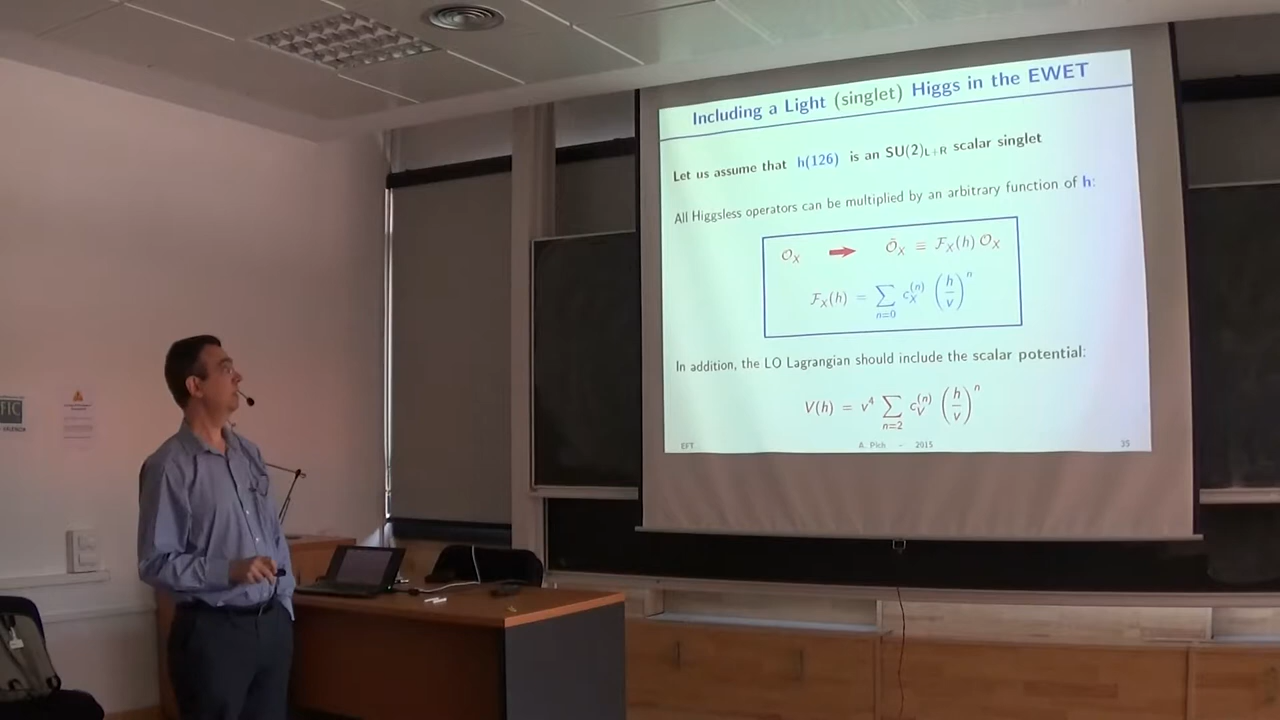 Including a Light (singlet) Higgs in the EWET
Let us assume that h(126) is an SU(2)L+R scalar singlet
All Higgsless operators can be multiplied by an arbitrary function of h:
O_X ➡ Õ_X ≡ F_X(h) O_X
F_X(h) = ∑_{n=0} c_X^{(n)} (h/v)^n
In addition, the LO Lagrangian should include the scalar potential:
V(h) = v^4 ∑_{n=2} c_V^{(n)} (h/v)^n
EFT A. Pich – 2015 35
FIC